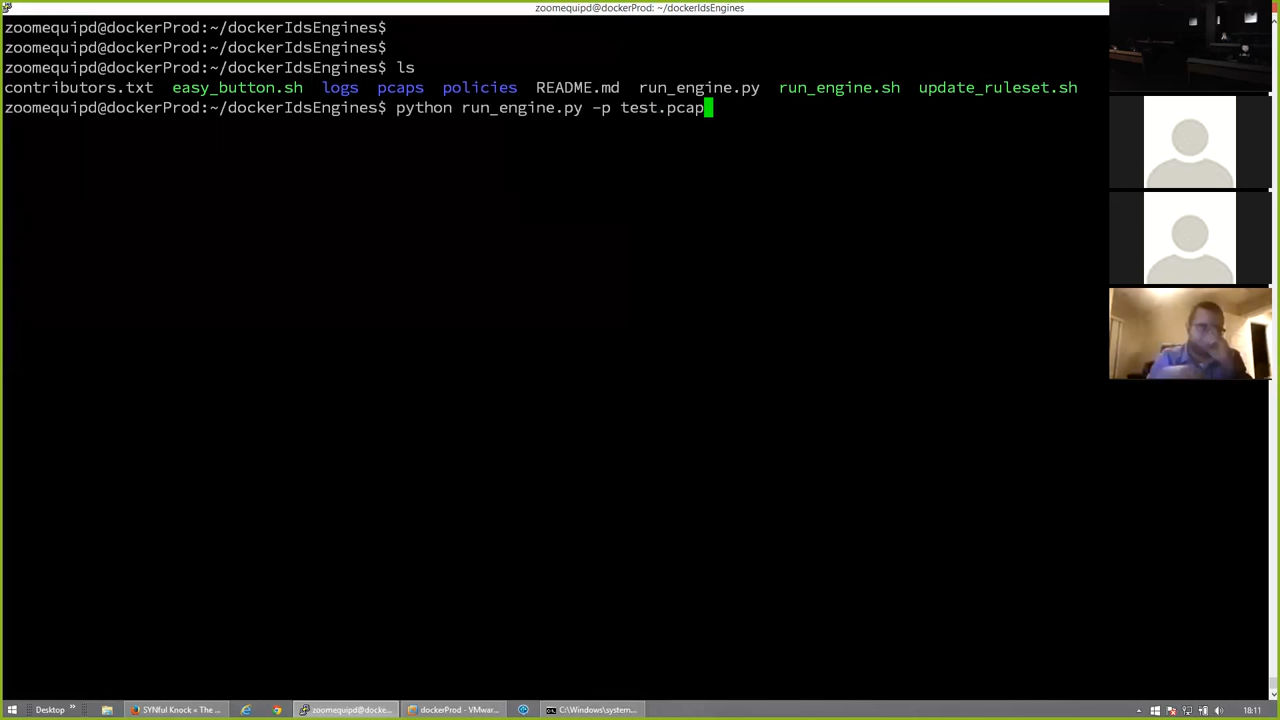 zoomequipd@dockerProd: ~/dockerIdsEngines
zoomequipd@dockerProd:~/dockerIdsEngines$
zoomequipd@dockerProd:~/dockerIdsEngines$
zoomequipd@dockerProd:~/dockerIdsEngines$ ls
contributors.txt easy_button.sh logs pcaps policies README.md run_engine.py run_engine.sh update_ruleset.sh
zoomequipd@dockerProd:~/dockerIdsEngines$ python run_engine.py -p test.pcap
Desktop » SYNful Knock « The ... zoomequipd@docke... dockerProd - VMwar... C:\Windows\system... 18:11